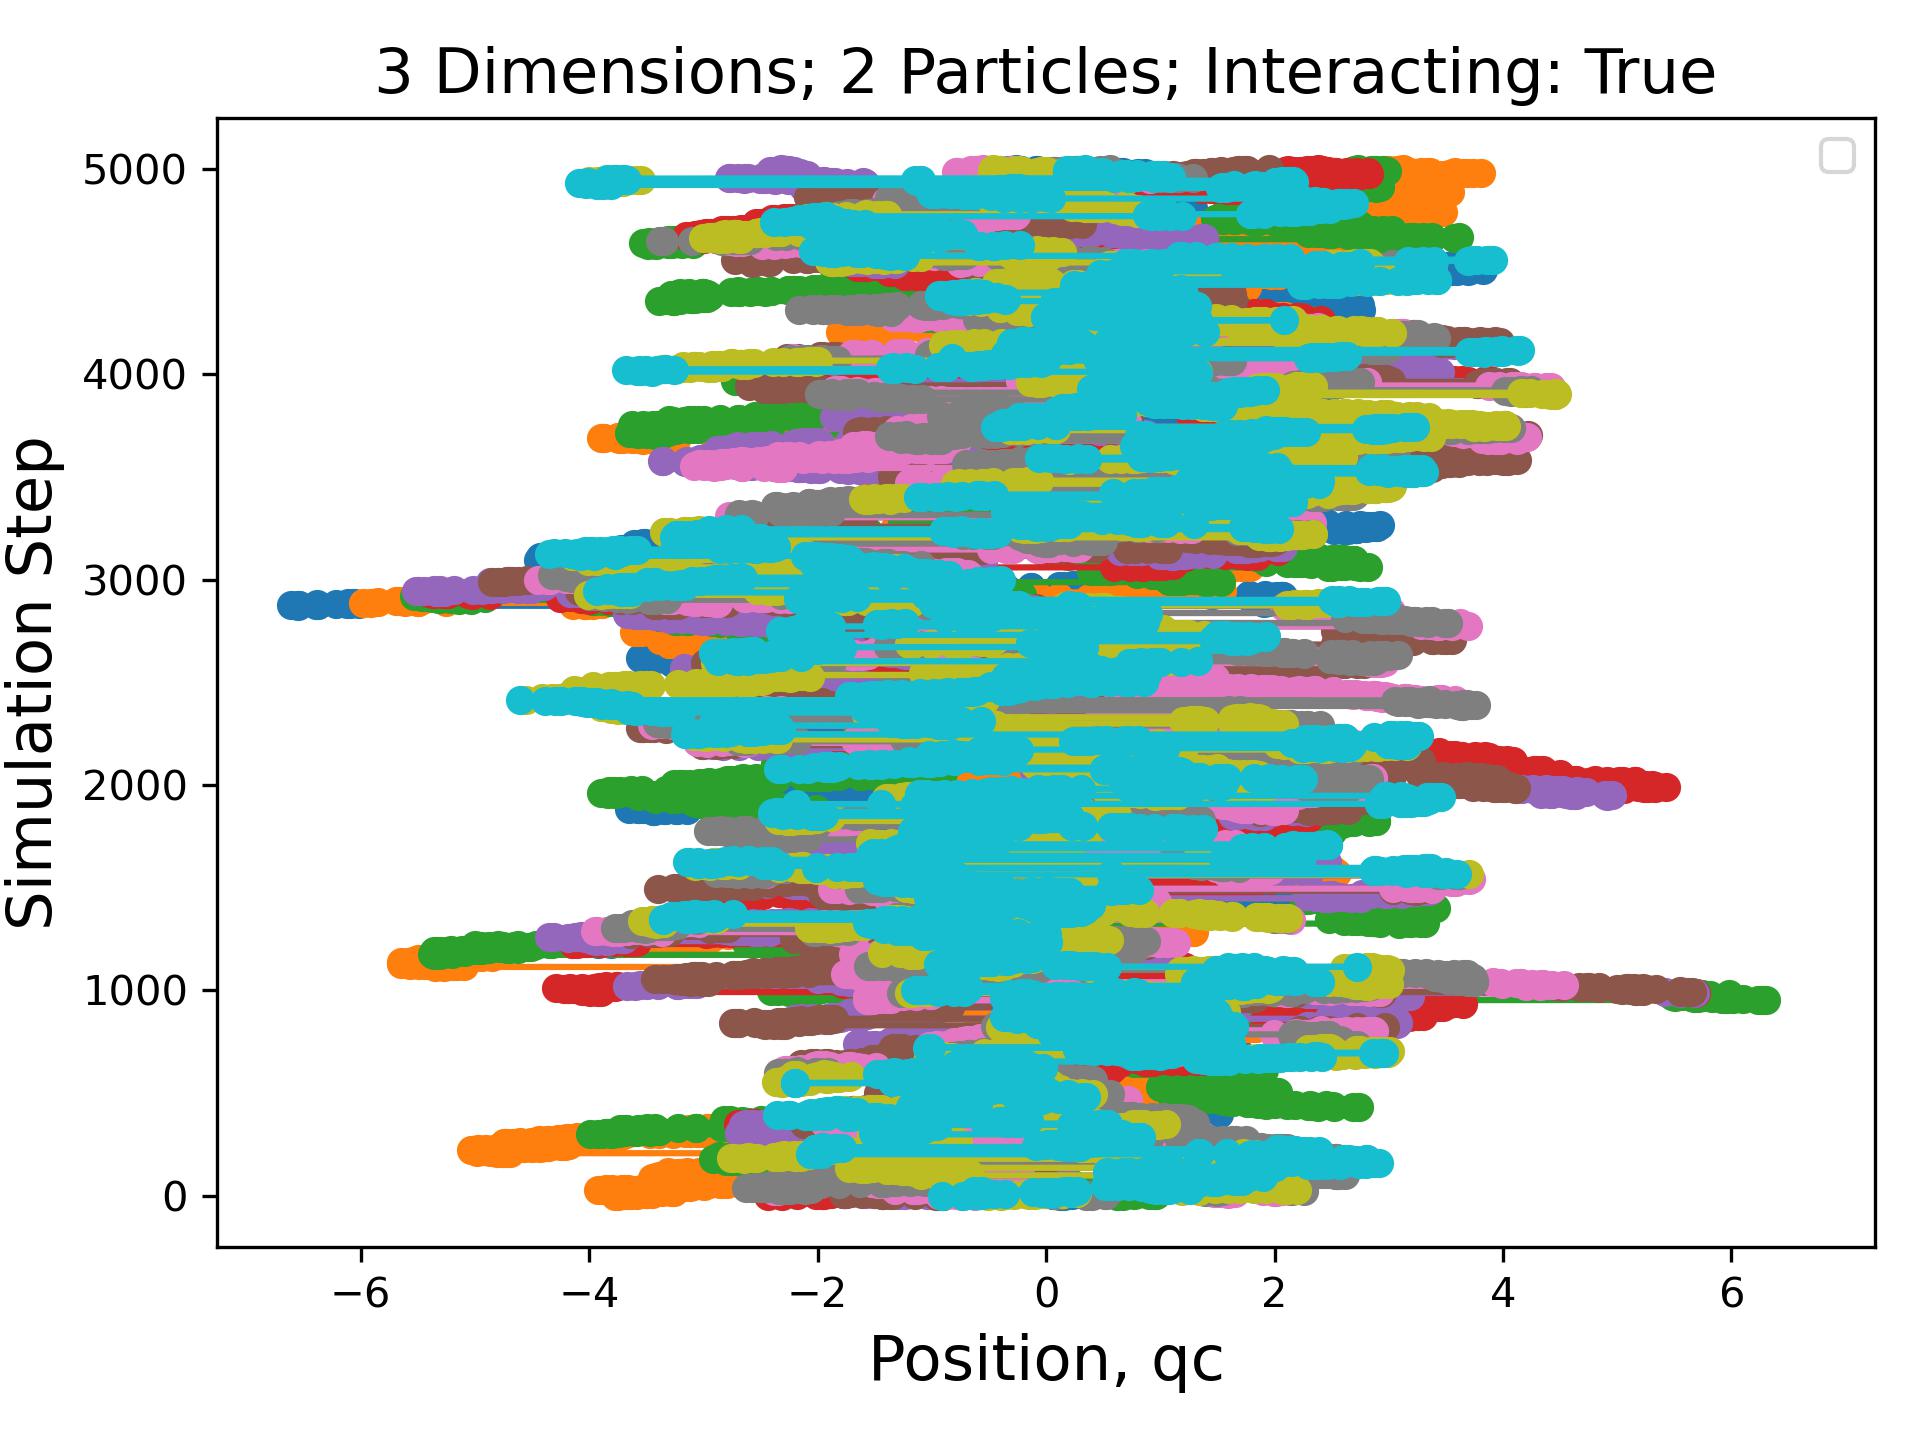 3 Dimensions; 2 Particles; Interacting: True
5000
4000
3000
2000
1000
0
Simulation Step
−6 −4 −2 0 2 4 6
Position, qc